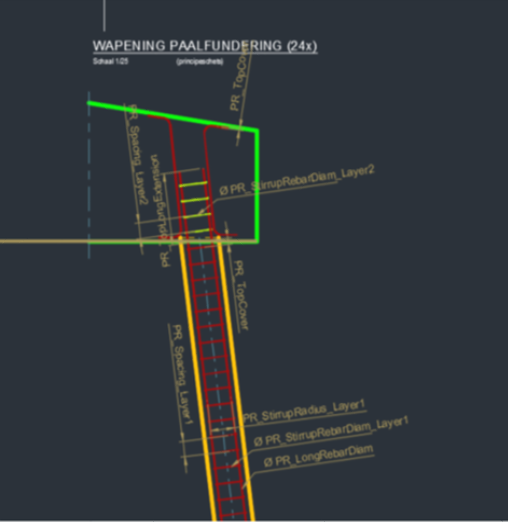 WAPENING PAALFUNDERING (24x)
Schaal 1/25 (principeschets)
PR_TopCover
PR_Spacing_Layer2
Ø PR_StirrupRebarDiam_Layer2
PR_TopCover
PR_Spacing_Layer1
PR_StirrupRadius_Layer1
Ø PR_StirrupRebarDiam_Layer1
Ø PR_LongRebarDiam